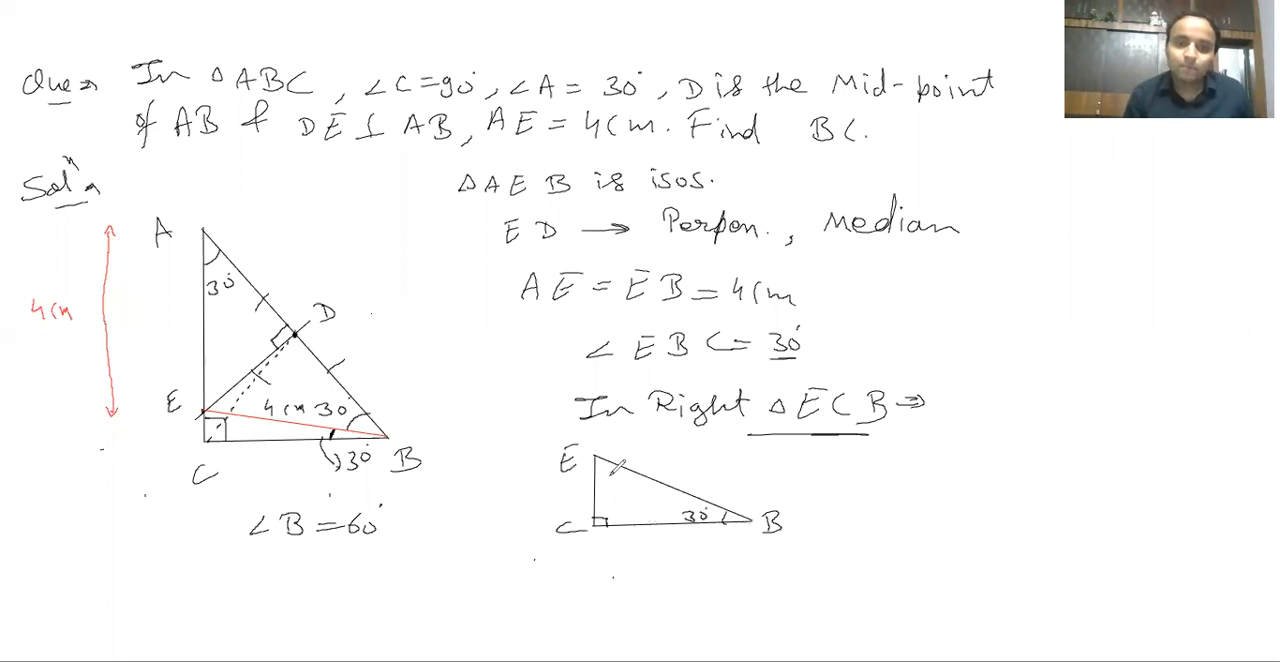 Que → In △ABC, ∠C=90°, ∠A = 30°, D is the Mid-point
of AB & DE ⊥ AB, AE = 4cm. Find BC.
Solⁿ
△AEB is isos.
ED → Perpen., Median
AE = EB = 4cm
∠EBC = 30°
In Right △ECB ⇒
A
30°
4cm
D
E
4cm 30°
30°
B
C
∠B = 60°
E
C
30°
B